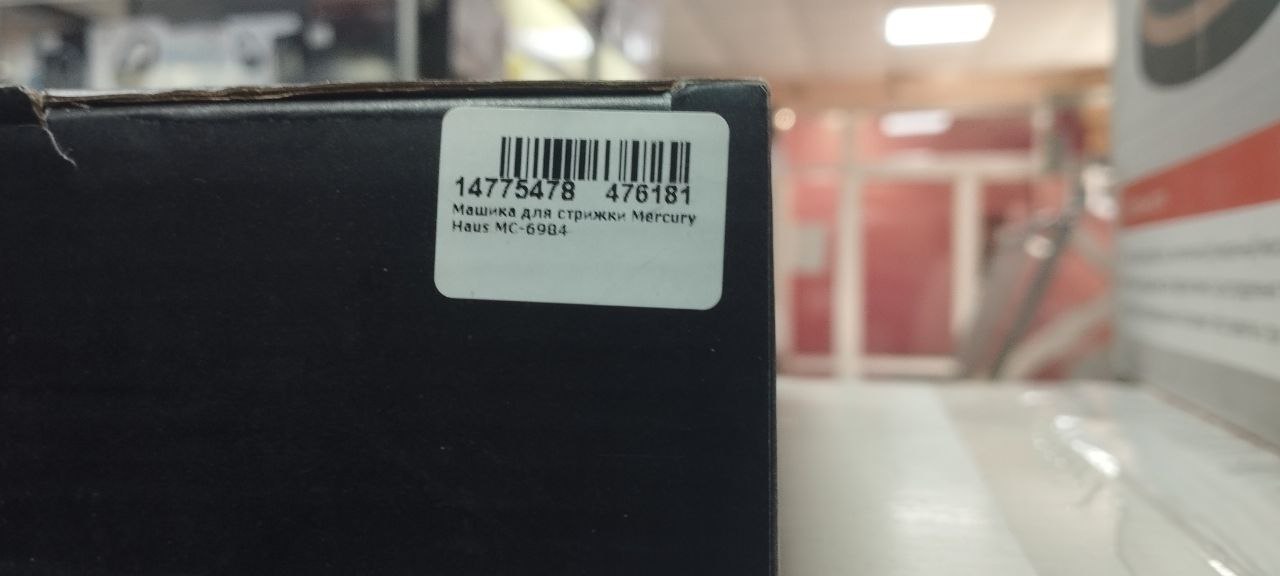 14775478 476181
Машика для стрижки Mercury
Haus MC-6984